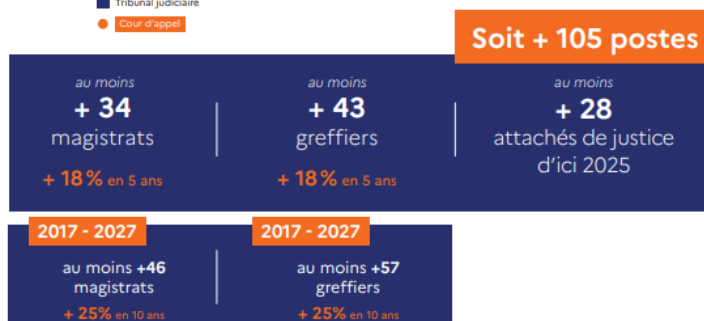 Tribunal judiciaire
Cour d'appel
Soit + 105 postes
au moins
+ 34
magistrats
+ 18% en 5 ans
au moins
+ 43
greffiers
+ 18% en 5 ans
au moins
+ 28
attachés de justice
d'ici 2025
2017 - 2027
au moins +46
magistrats
+ 25% en 10 ans
2017 - 2027
au moins +57
greffiers
+ 25% en 10 ans